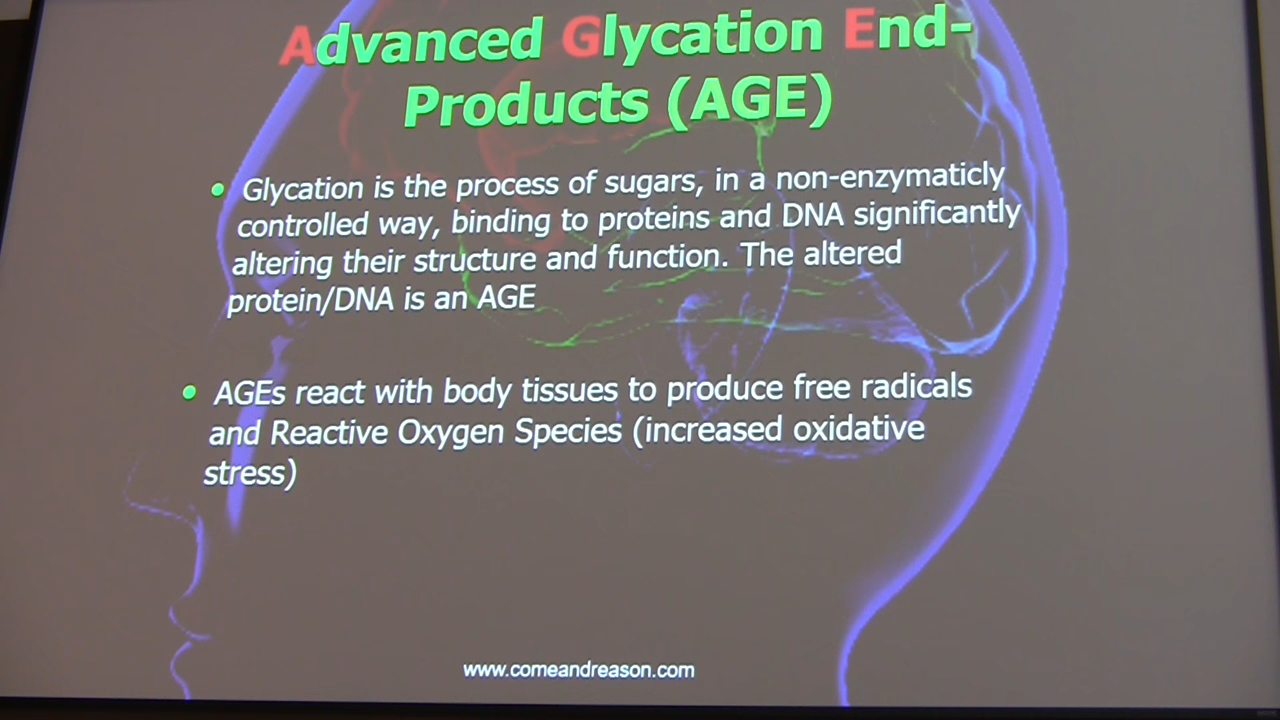 Advanced Glycation End-
Products (AGE)
• Glycation is the process of sugars, in a non-enzymaticly
controlled way, binding to proteins and DNA significantly
altering their structure and function. The altered
protein/DNA is an AGE
• AGEs react with body tissues to produce free radicals
and Reactive Oxygen Species (increased oxidative
stress)
www.comeandreason.com